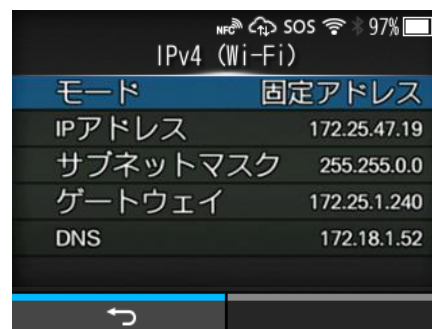 NFC SOS 97%
IPv4 (Wi-Fi)
モード 固定アドレス
IPアドレス 172.25.47.19
サブネットマスク 255.255.0.0
ゲートウェイ 172.25.1.240
DNS 172.18.1.52